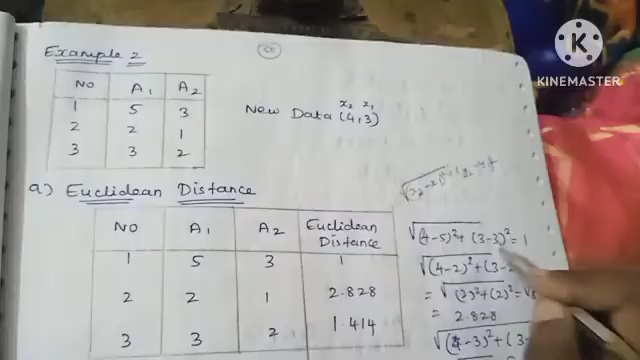 Example 2
NO A1 A2
1 5 3
2 2 1
3 3 2
x2 x1
New Data (4,3)
KINEMASTER
a) Euclidean Distance
NO A1 A2 Euclidean Distance
1 5 3 1
2 2 1 2.828
3 3 2 1.414
√(4-5)²+(3-3)² = 1
√(4-2)²+(3-
= √(2)²+(2)² = √8
= 2.828
√(4-3)²+(3-